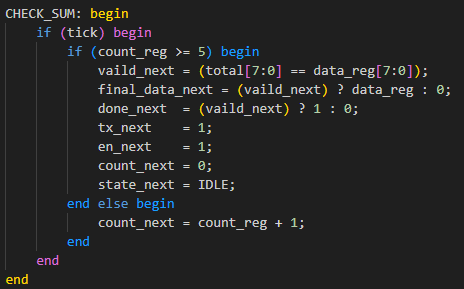 CHECK_SUM: begin
    if (tick) begin
        if (count_reg >= 5) begin
            vaild_next = (total[7:0] == data_reg[7:0]);
            final_data_next = (vaild_next) ? data_reg : 0;
            done_next  = (vaild_next) ? 1 : 0;
            tx_next    = 1;
            en_next    = 1;
            count_next = 0;
            state_next = IDLE;
        end else begin
            count_next = count_reg + 1;
        end
    end
end